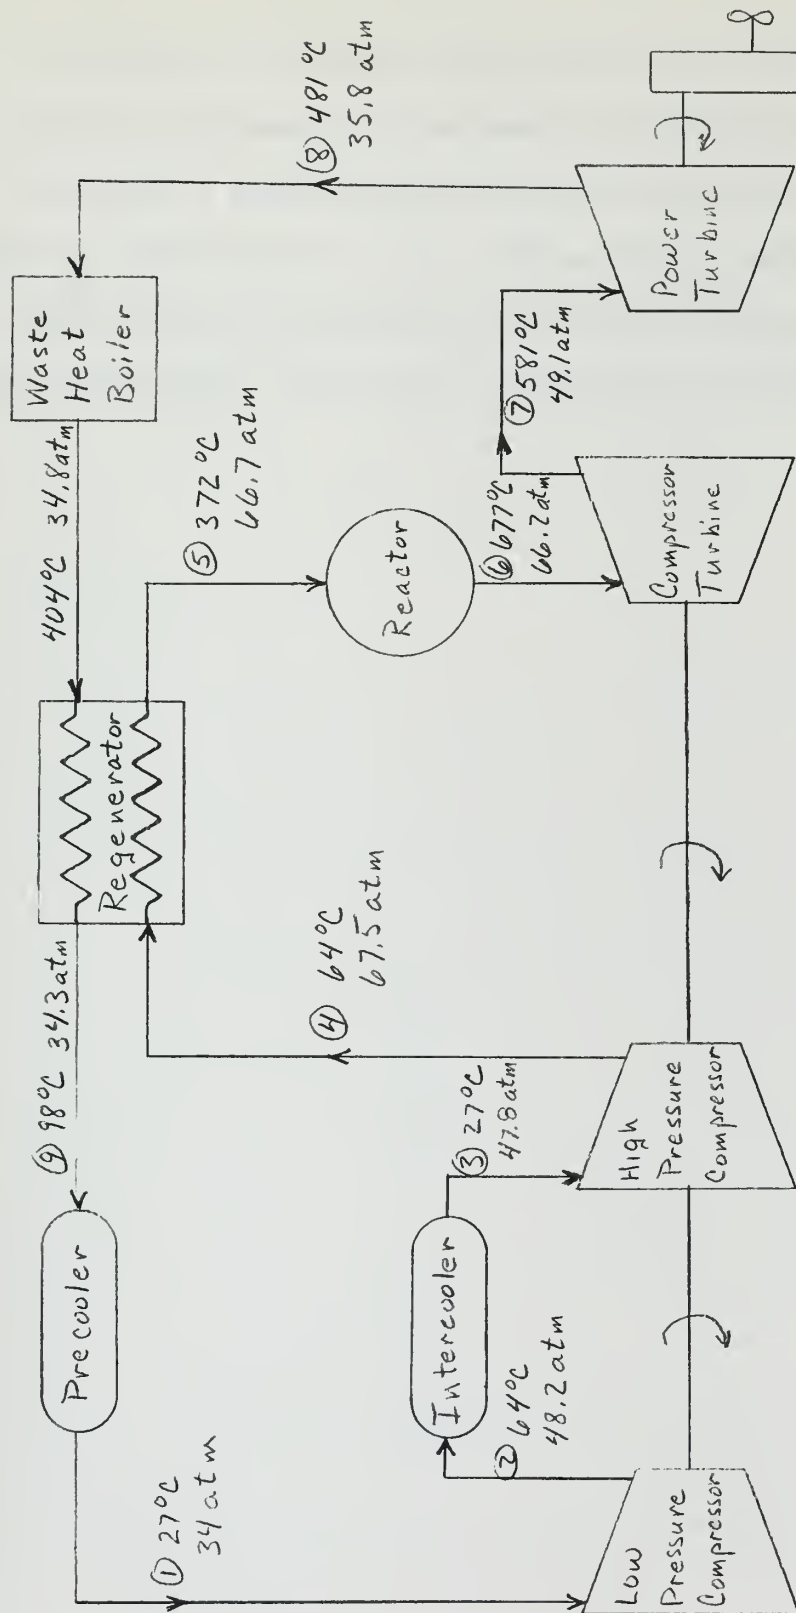 Waste
Heat
Boiler
⑧ 481°C
35.8 atm
404°C 34.8atm
Regenerator
⑨ 98°C 34.3atm
Precooler
① 27°C
34 atm
⑤ 372°C
66.7 atm
Reactor
⑥ 677°C
66.2atm
⑦ 581°C
49.1atm
④ 64°C
67.5 atm
③ 27°C
47.8atm
Intercooler
② 64°C
48.2 atm
Low
Pressure
Compressor
High
Pressure
Compressor
Compressor
Turbine
Power
Turbine